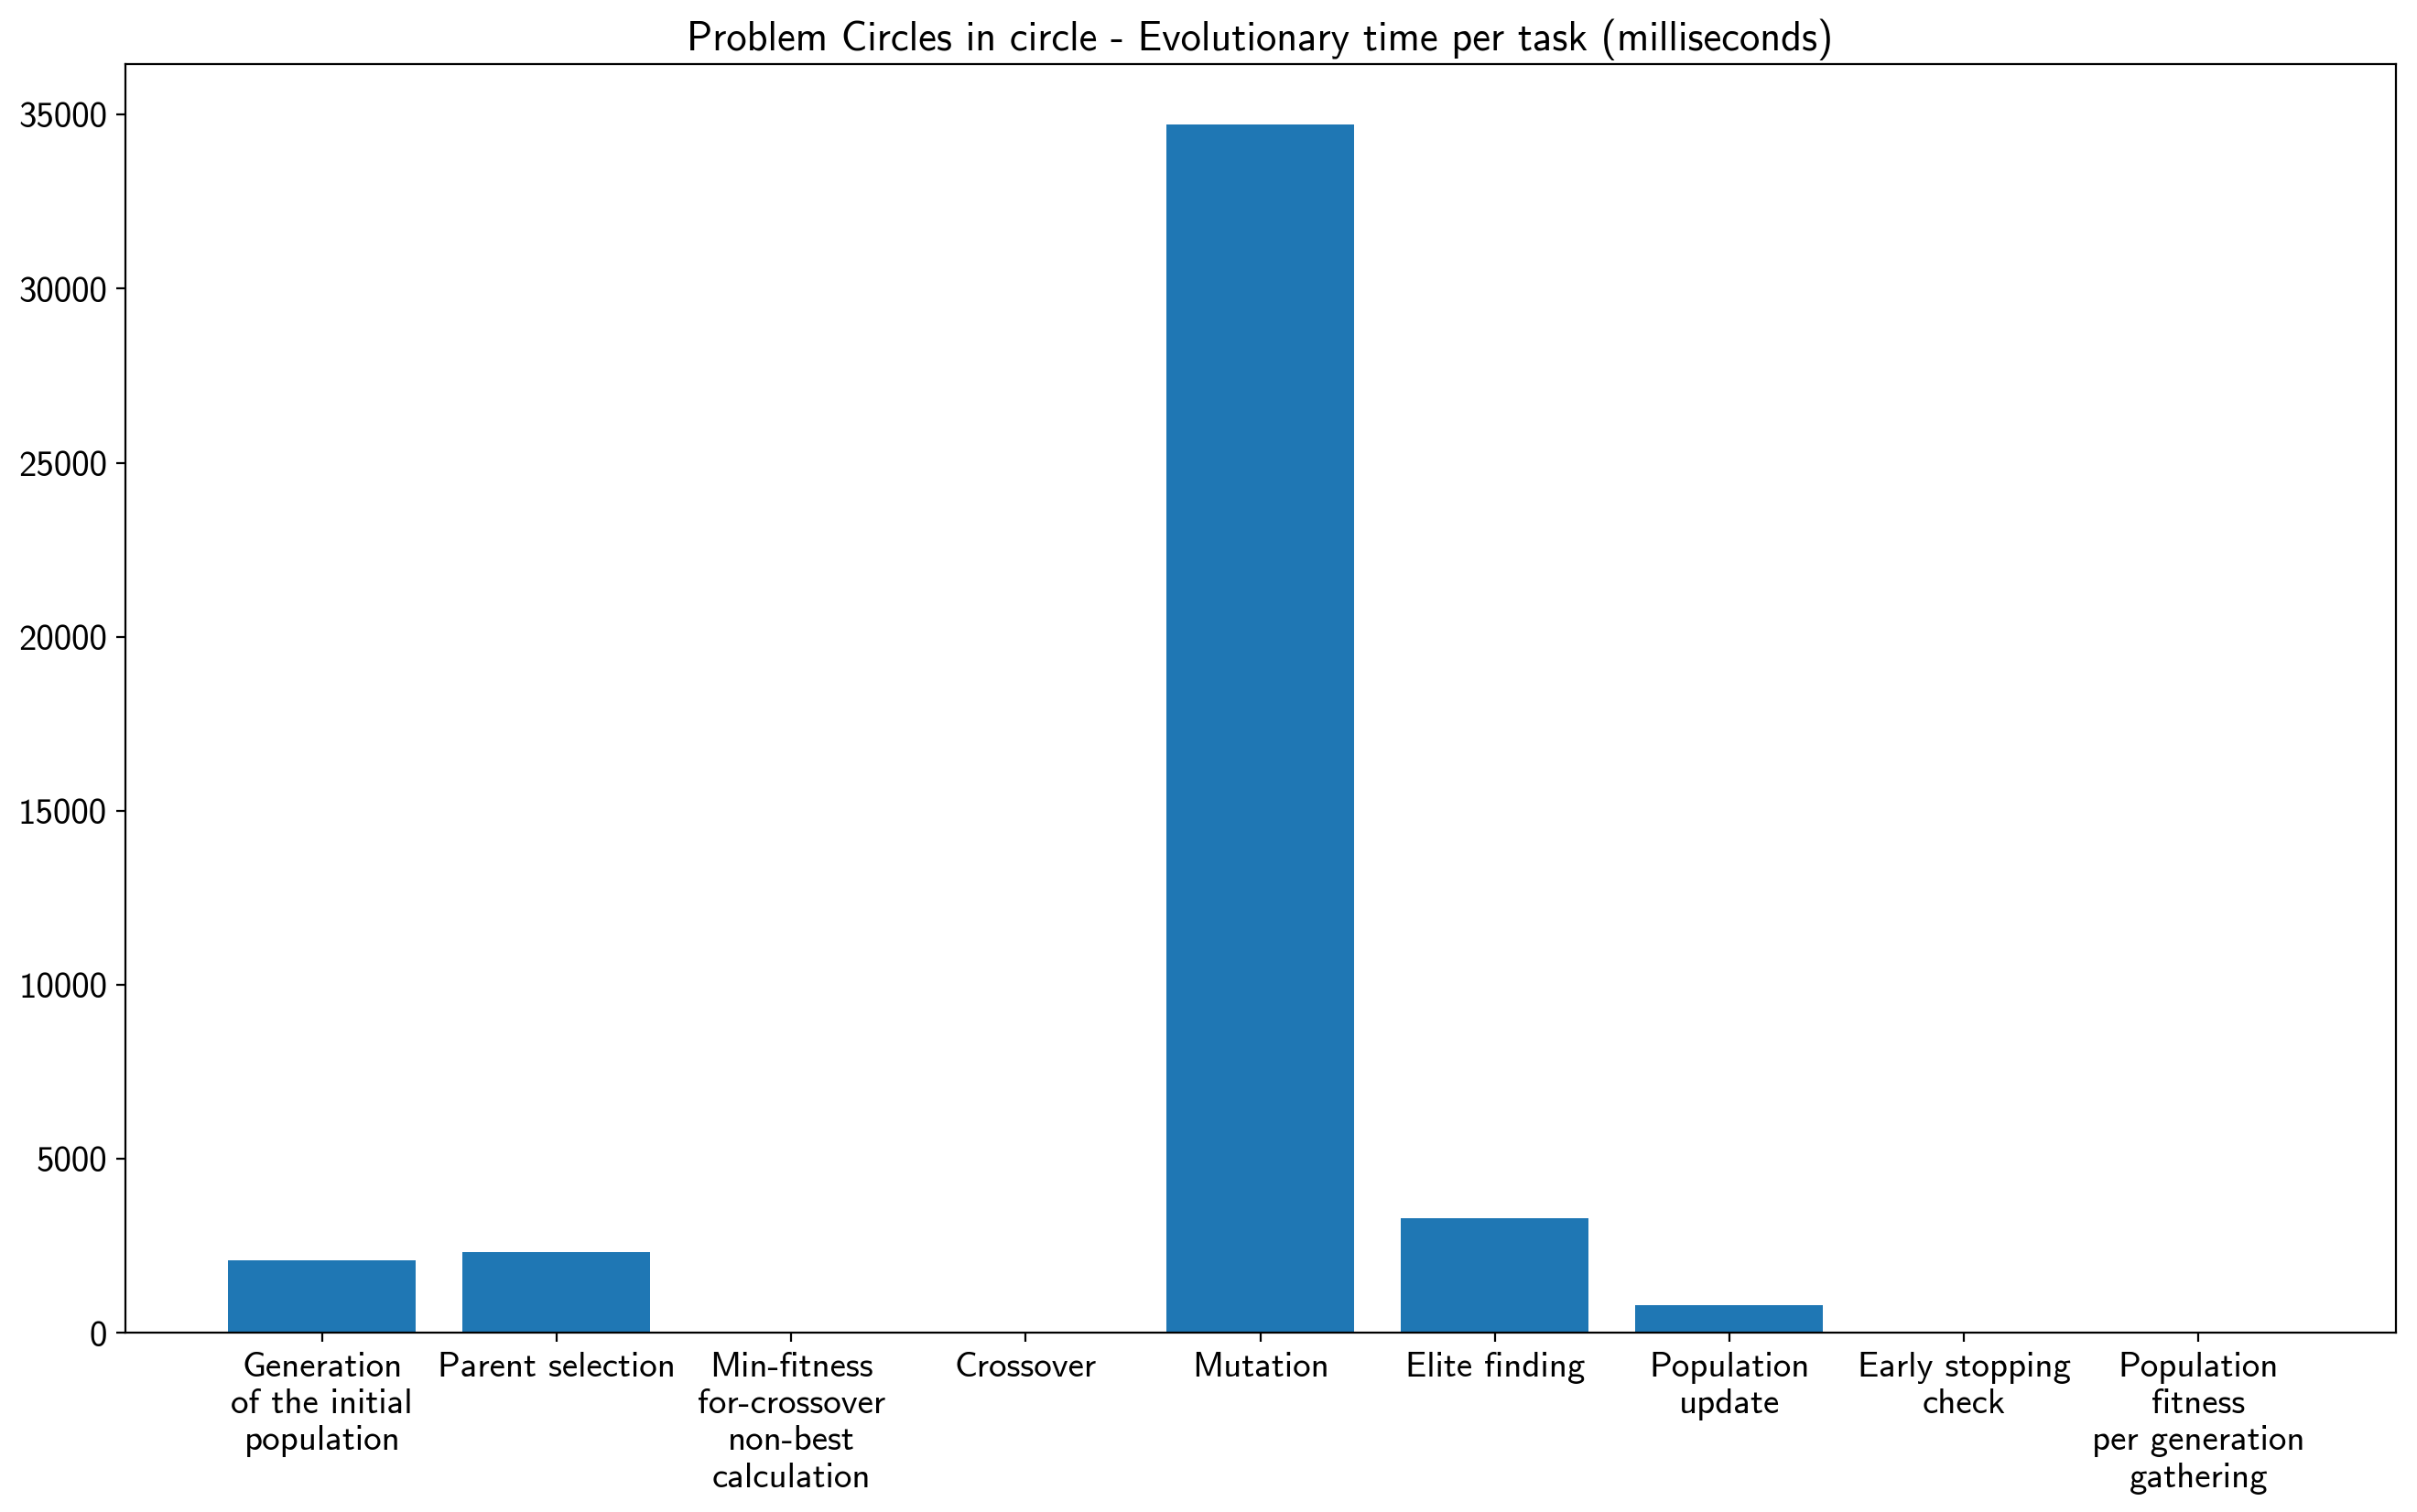 Problem Circles in circle - Evolutionary time per task (milliseconds)
35000
30000
25000
20000
15000
10000
5000
0
Generation
of the initial
population
Parent selection
Min-fitness
for-crossover
non-best
calculation
Crossover
Mutation
Elite finding
Population
update
Early stopping
check
Population
fitness
per generation
gathering